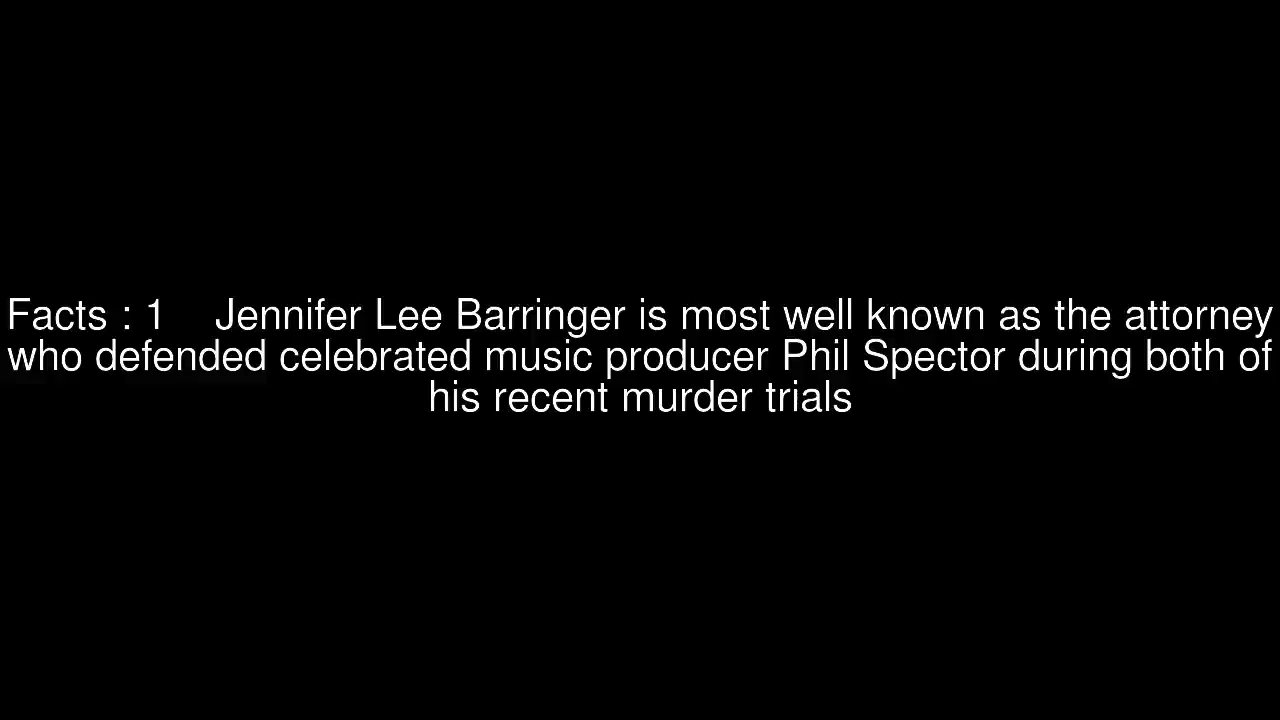 Facts : 1 Jennifer Lee Barringer is most well known as the attorney
who defended celebrated music producer Phil Spector during both of
his recent murder trials